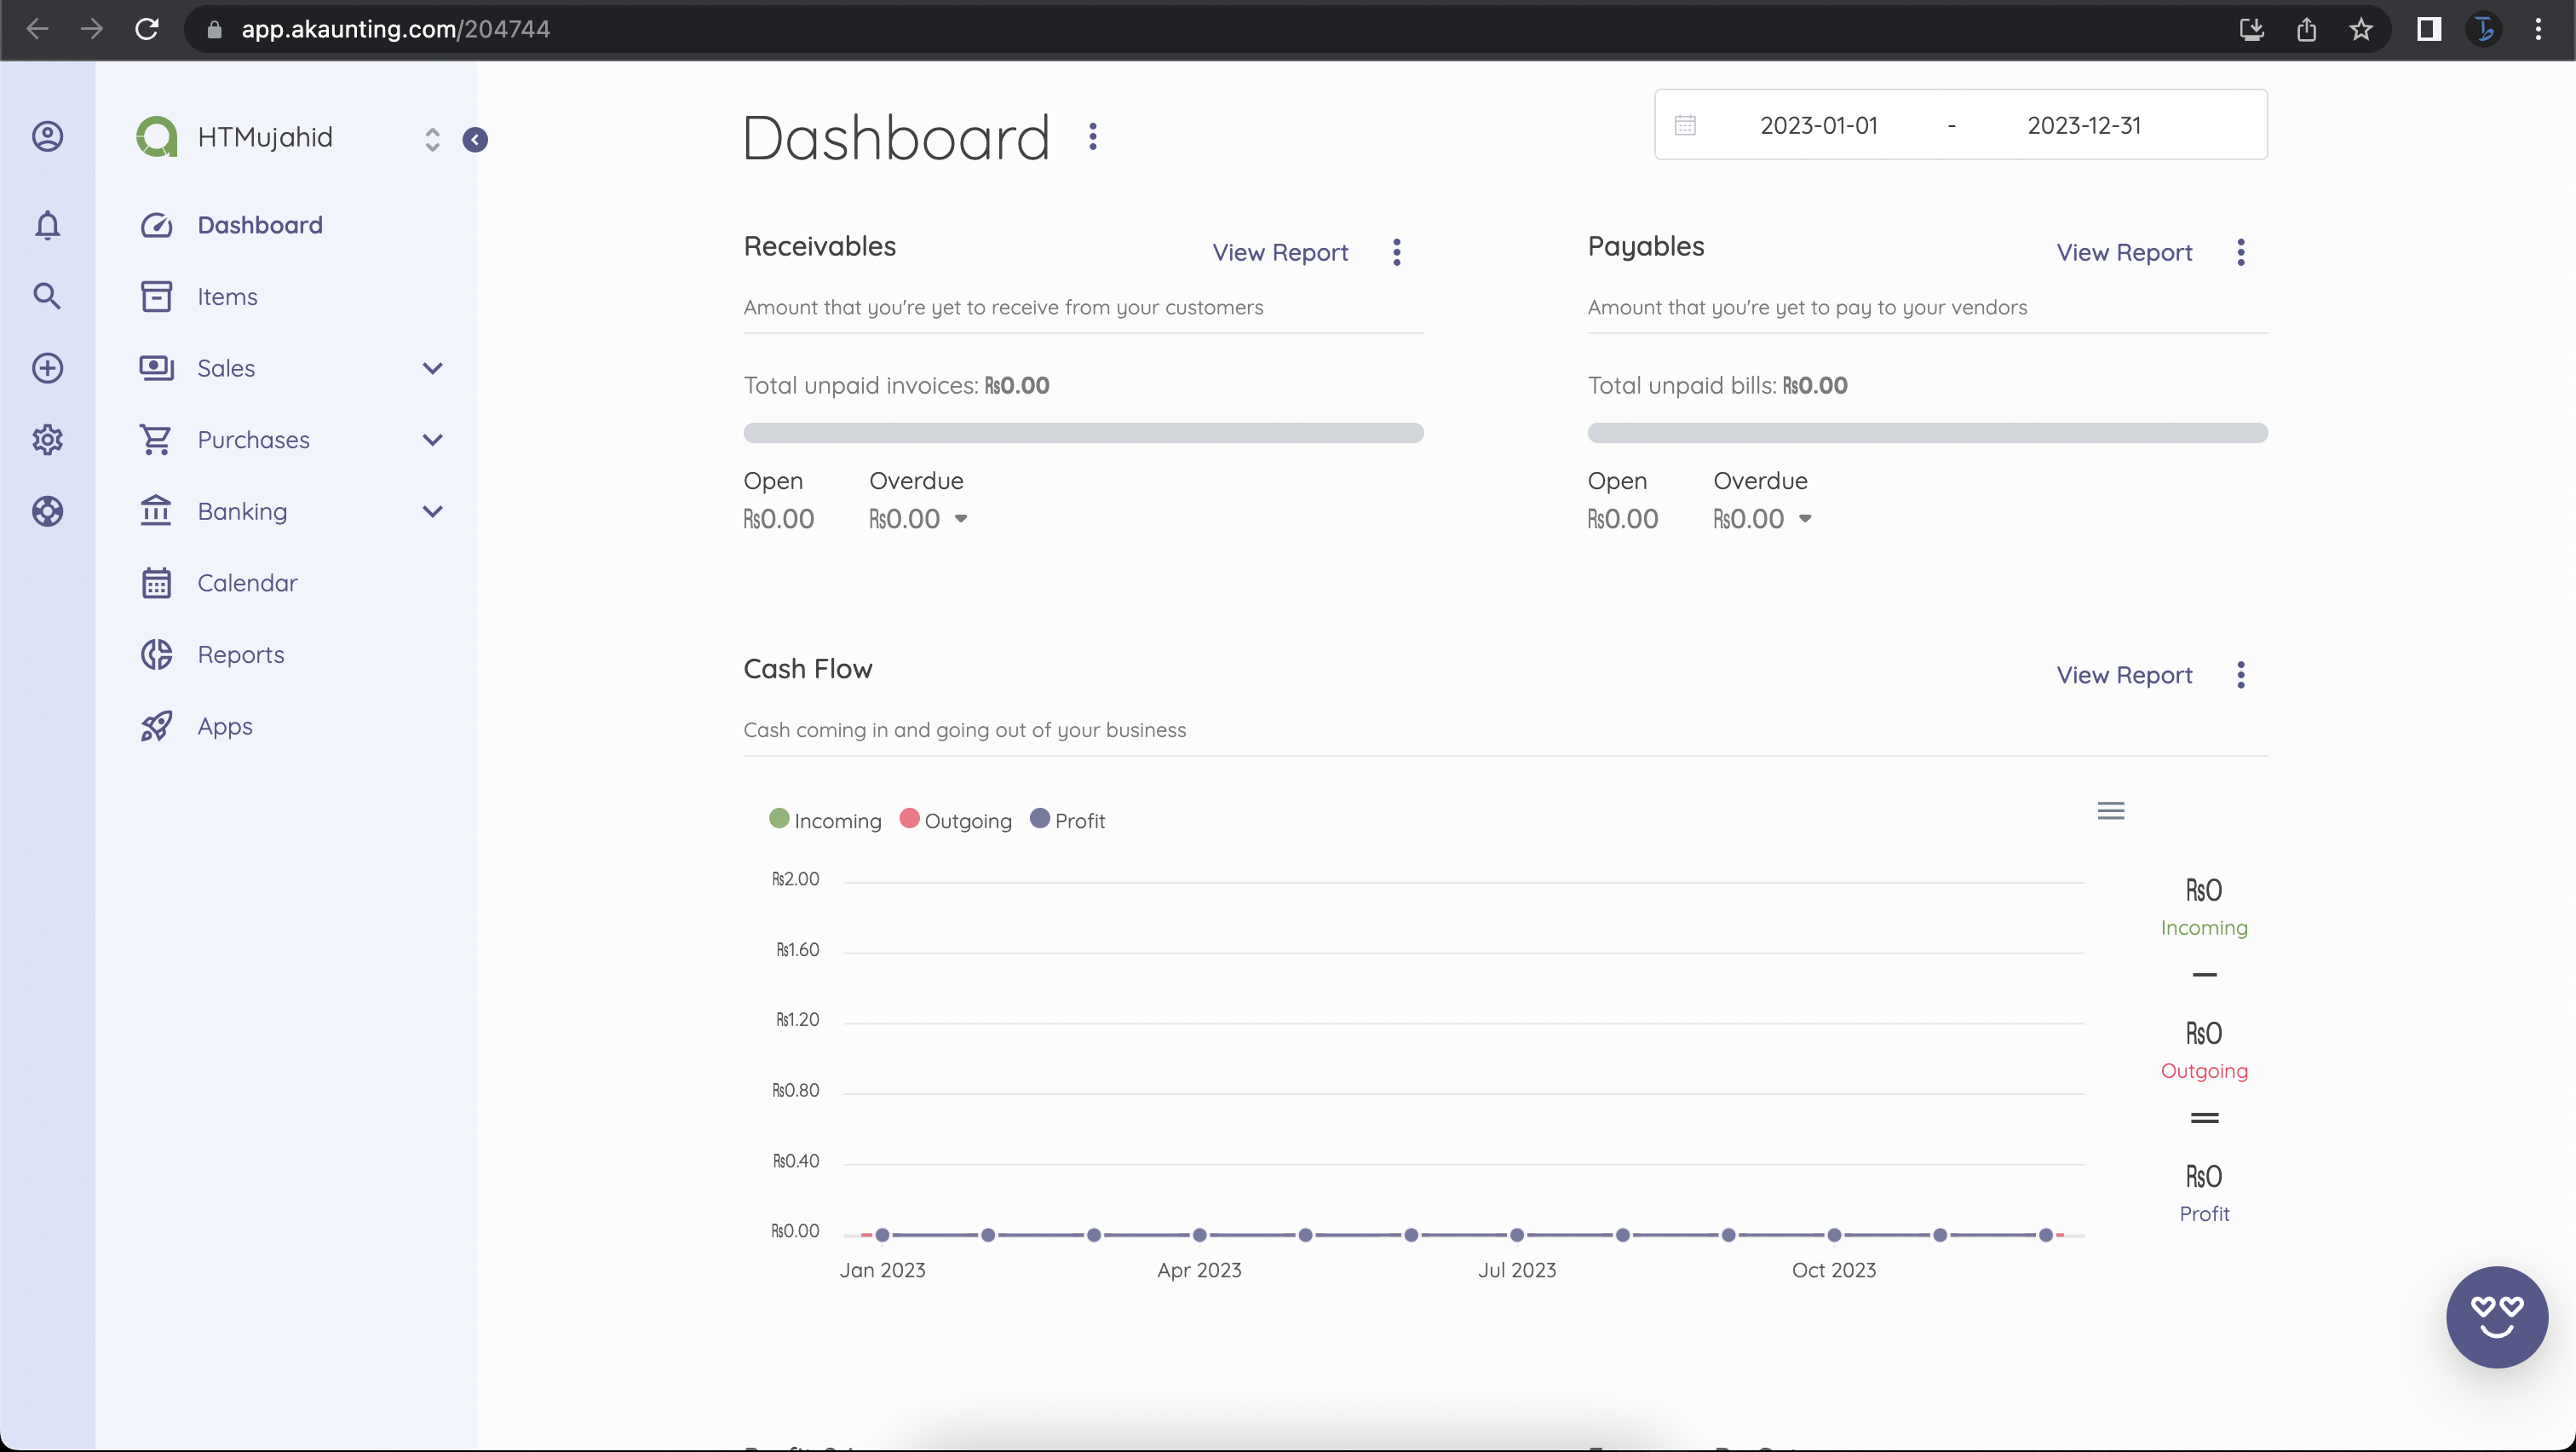 app.akaunting.com/204744
HTMujahid
Dashboard
Items
Sales
Purchases
Banking
Calendar
Reports
Apps
Dashboard
2023-01-01 - 2023-12-31
Receivables
View Report
Amount that you're yet to receive from your customers
Total unpaid invoices: ₨0.00
Open Overdue
₨0.00 ₨0.00
Payables
View Report
Amount that you're yet to pay to your vendors
Total unpaid bills: ₨0.00
Open Overdue
₨0.00 ₨0.00
Cash Flow
View Report
Cash coming in and going out of your business
Incoming Outgoing Profit
₨2.00
₨1.60
₨1.20
₨0.80
₨0.40
₨0.00
Jan 2023 Apr 2023 Jul 2023 Oct 2023
₨0
Incoming
₨0
Outgoing
₨0
Profit